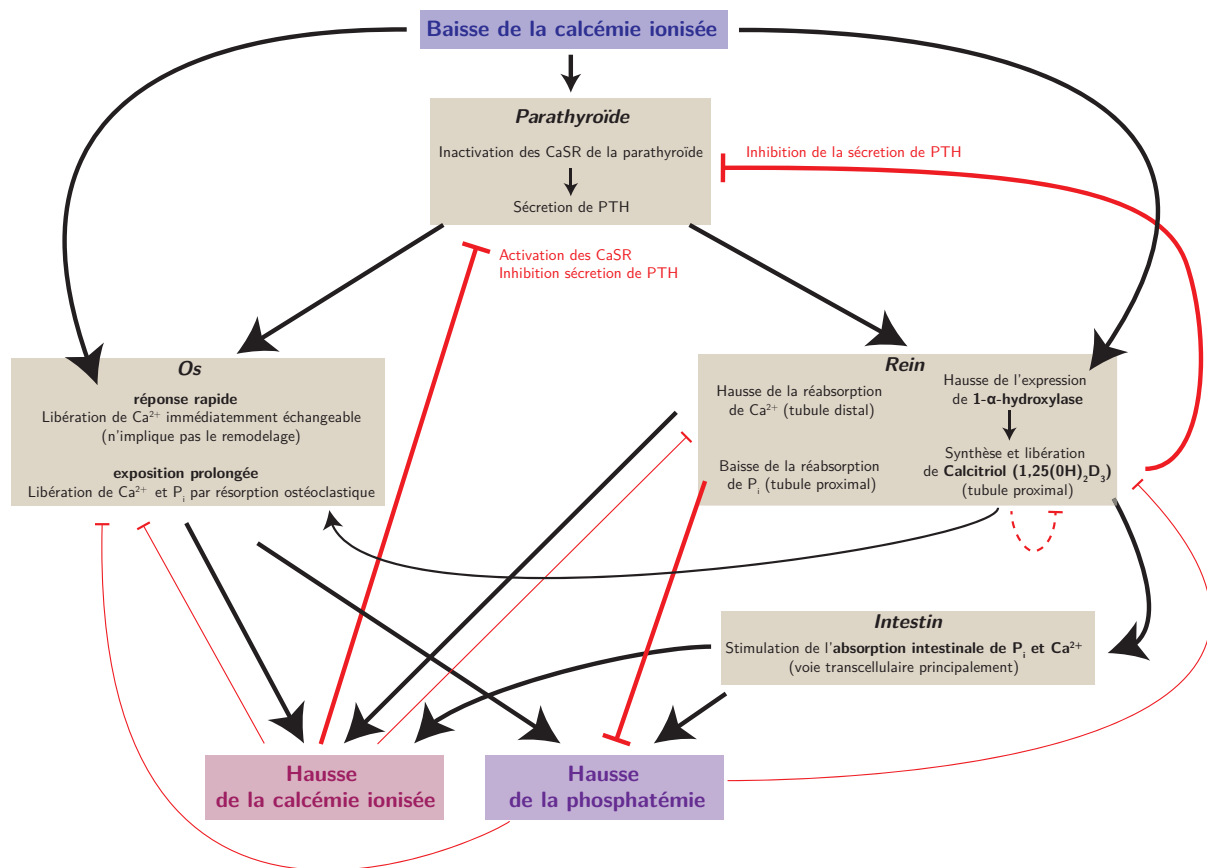 Baisse de la calcémie ionisée
Parathyroïde
Inactivation des CaSR de la parathyroïde
Sécretion de PTH
Inhibition de la sécretion de PTH
Activation des CaSR
Inhibition sécretion de PTH
Os
réponse rapide
Libération de Ca²⁺ immédiatemment échangeable
(n'implique pas le remodelage)
exposition prolongée
Libération de Ca²⁺ et Pᵢ par résorption ostéoclastique
Rein
Hausse de la réabsorption
de Ca²⁺ (tubule distal)
Baisse de la réabsorption
de Pᵢ (tubule proximal)
Hausse de l'expression
de 1-α-hydroxylase
Synthèse et libération
de Calcitriol (1,25(0H)₂D₃)
(tubule proximal)
Intestin
Stimulation de l'absorption intestinale de Pᵢ et Ca²⁺
(voie transcellulaire principalement)
Hausse
de la calcémie ionisée
Hausse
de la phosphatémie